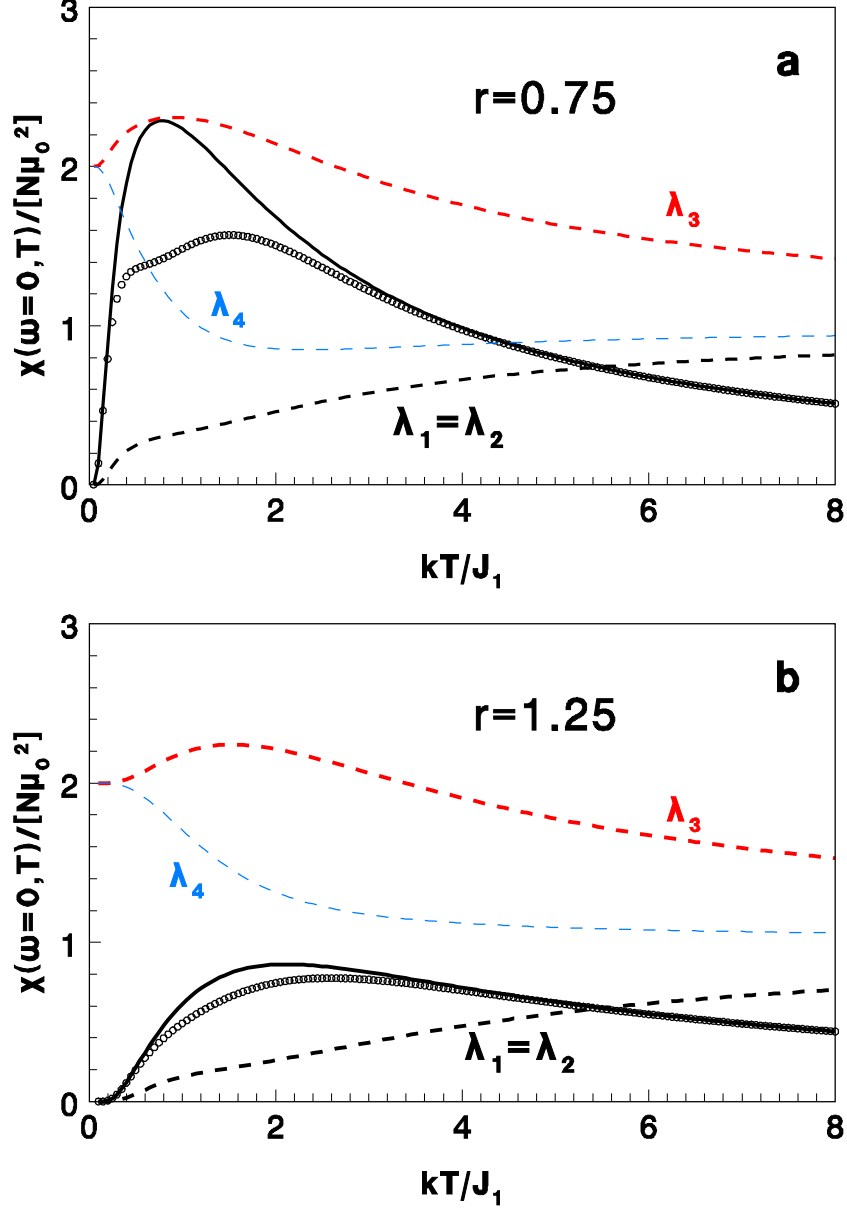 3
a
r=0.75
χ(ω=0,T)/[Nμ₀²]
2
λ₃
λ₄
1
λ₁=λ₂
0
0 2 4 6 8
kT/J₁
3
b
r=1.25
χ(ω=0,T)/[Nμ₀²]
2
λ₃
λ₄
1
λ₁=λ₂
0
0 2 4 6 8
kT/J₁